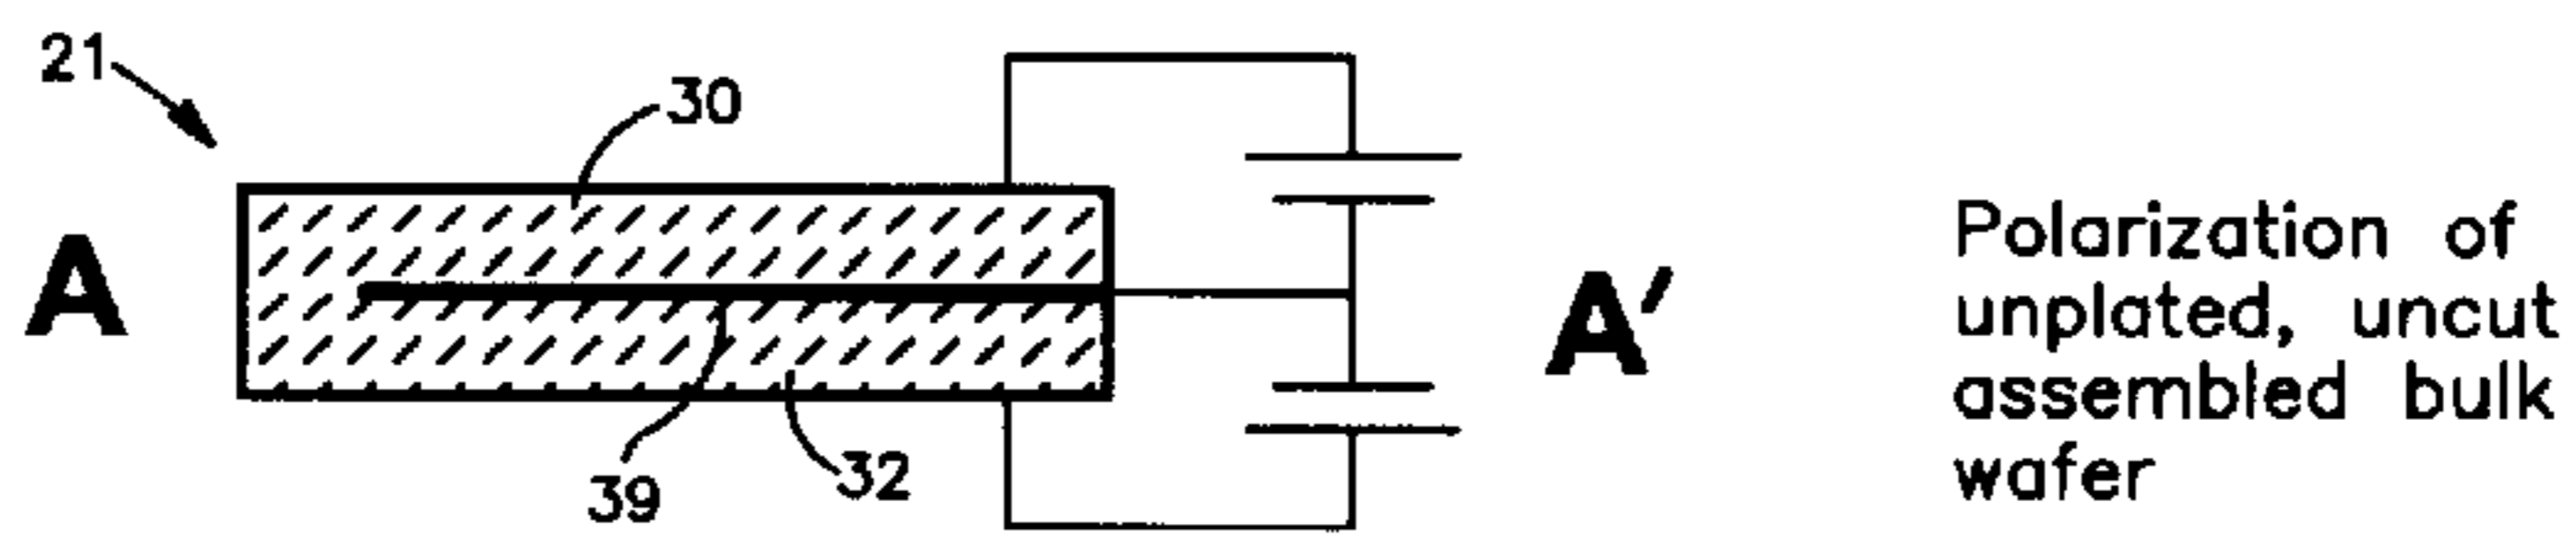 21
30
A
A'
39
32
Polarization of
unplated, uncut
assembled bulk
wafer